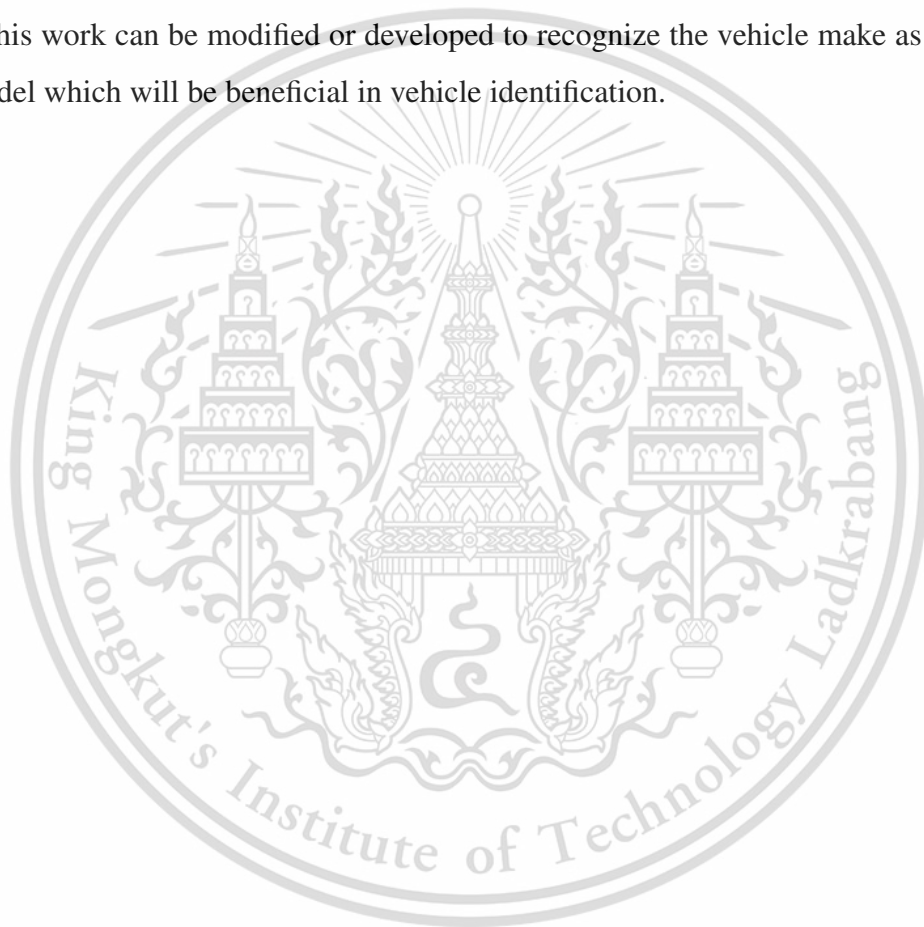 his work can be modified or developed to recognize the vehicle make as
del which will be beneficial in vehicle identification.
King Mongkut's Institute of Technology Ladkrabang
๔